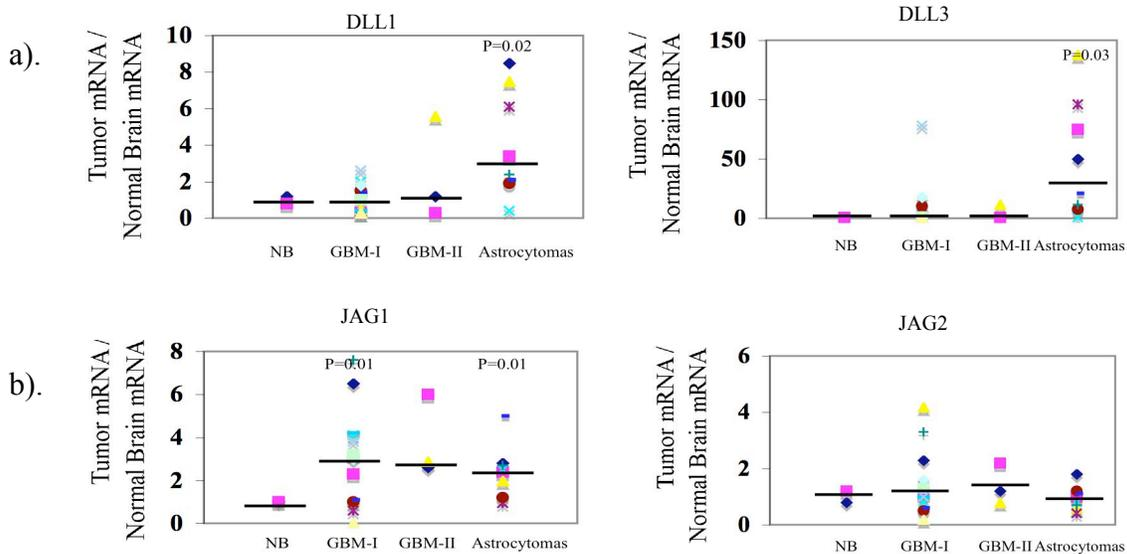 a).
DLL1
Tumor mRNA /
Normal Brain mRNA
10
8
6
4
2
0
P=0.02
NB GBM-I GBM-II Astrocytomas
DLL3
Tumor mRNA /
Normal Brain mRNA
150
100
50
0
P=0.03
NB GBM-I GBM-II Astrocytomas
b).
JAG1
Tumor mRNA /
Normal Brain mRNA
8
6
4
2
0
P=0.01 P=0.01
NB GBM-I GBM-II Astrocytomas
JAG2
Tumor mRNA /
Normal Brain mRNA
6
4
2
0
NB GBM-I GBM-II Astrocytomas